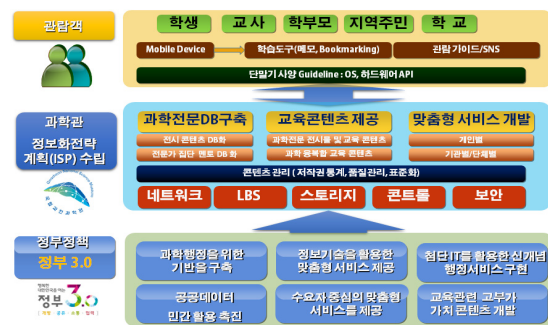 관람객
학생
교사
학부모
지역주민
학교
Mobile Device
학습도구(메모, Bookmarking)
관람 가이드/SNS
단말기 사양 Guideline : OS, 하드웨어 API
과학관
정보화전략
계획(ISP) 수립
과학전문DB구축
교육콘텐츠 제공
맞춤형 서비스 개발
전시 콘텐츠 DB화
과학전문 전시물 및 교육 콘텐츠
개인별
전문가 집단 멘토 DB화
과학 융복합 교육 콘텐츠
기관별/단체별
콘텐츠 관리 (저작권 통계, 품질관리, 표준화)
네트워크
LBS
스토리지
콘트롤
보안
정부정책
정부 3.0
정부3.0
과학행정을 위한
기반을 구축
정보기술을 활용한
맞춤형 서비스 제공
첨단IT를 활용한 신개념
행정서비스 구현
공공데이터
민간 활용 촉진
수요자 중심의 맞춤형
서비스를 제공
교육관련 고부가
가치 콘텐츠 개발